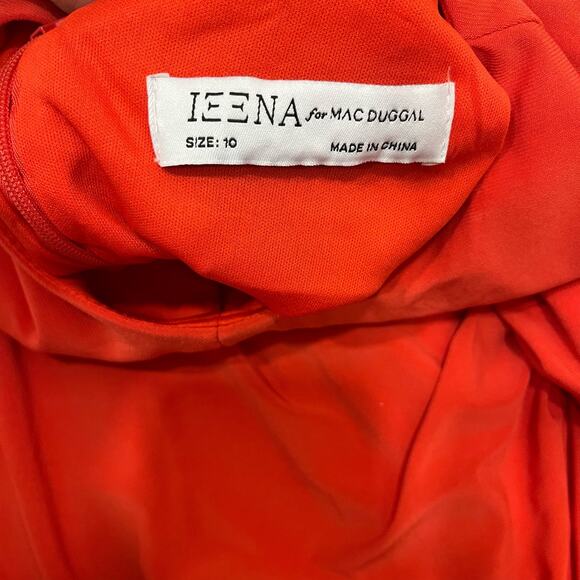 IEENA for MAC DUGGAL
SIZE: 10
MADE IN CHINA